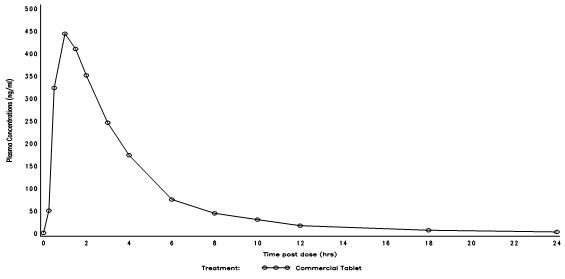 500
450
400
350
300
250
200
150
100
50
0
Plasma Concentrations (ng/ml)
0 2 4 6 8 10 12 14 16 18 20 22 24
Time post dose (hrs)
Treatment: Commercial Tablet